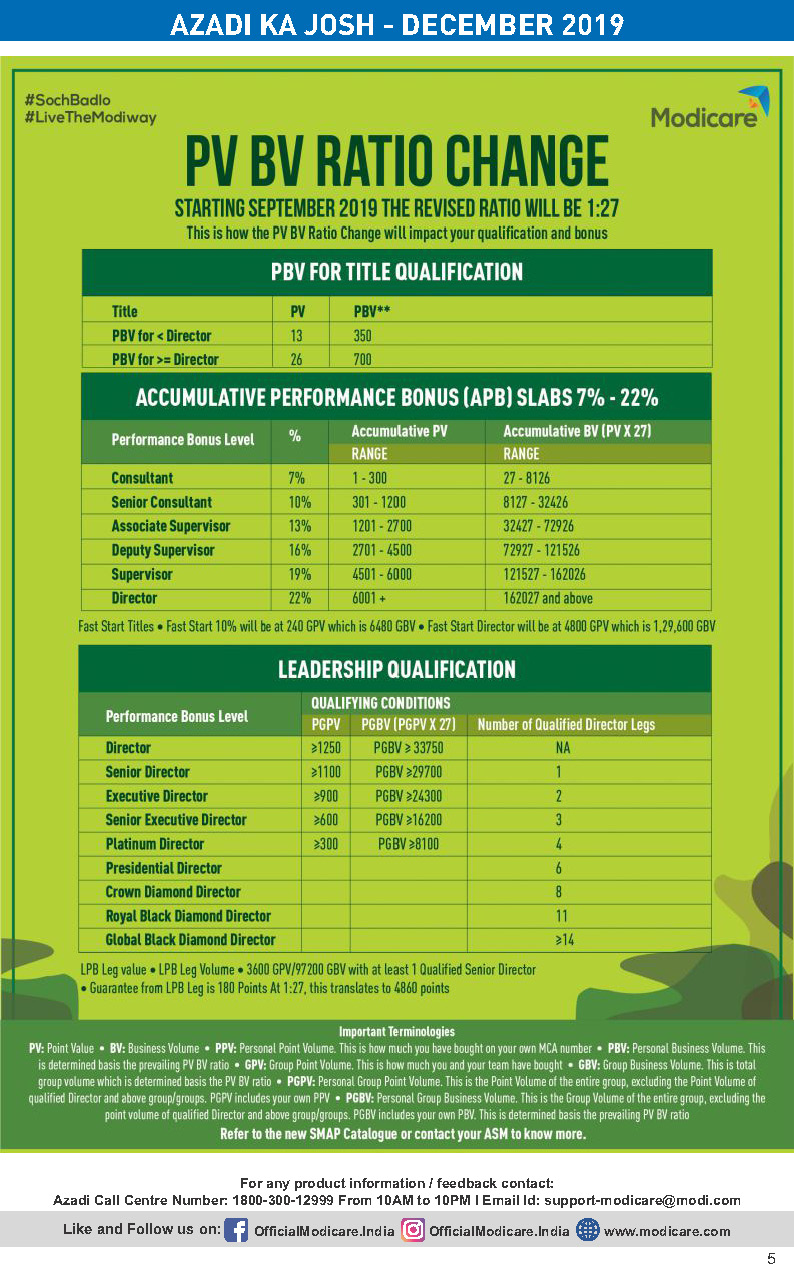 AZADI KA JOSH - DECEMBER 2019
#SochBadlo
#LiveTheModiway
Modicare
PV BV RATIO CHANGE
STARTING SEPTEMBER 2019 THE REVISED RATIO WILL BE 1:27
This is how the PV BV Ratio Change will impact your qualification and bonus
PBV FOR TITLE QUALIFICATION
Title PV PBV**
PBV for < Director 13 350
PBV for >= Director 26 700
ACCUMULATIVE PERFORMANCE BONUS (APB) SLABS 7% - 22%
Performance Bonus Level % Accumulative PV Accumulative BV (PV X 27)
RANGE RANGE
Consultant 7% 1 - 300 27 - 8126
Senior Consultant 10% 301 - 1200 8127 - 32426
Associate Supervisor 13% 1201 - 2700 32427 - 72926
Deputy Supervisor 16% 2701 - 4500 72927 - 121526
Supervisor 19% 4501 - 6000 121527 - 162026
Director 22% 6001 + 162027 and above
Fast Start Titles • Fast Start 10% will be at 240 GPV which is 6480 GBV • Fast Start Director will be at 4800 GPV which is 1,29,600 GBV
LEADERSHIP QUALIFICATION
Performance Bonus Level QUALIFYING CONDITIONS
PGPV PGBV (PGPV X 27) Number of Qualified Director Legs
Director ≥1250 PGBV ≥ 33750 NA
Senior Director ≥1100 PGBV ≥29700 1
Executive Director ≥900 PGBV ≥24300 2
Senior Executive Director ≥600 PGBV ≥16200 3
Platinum Director ≥300 PGBV ≥8100 4
Presidential Director 6
Crown Diamond Director 8
Royal Black Diamond Director 11
Global Black Diamond Director ≥14
LPB Leg value • LPB Leg Volume • 3600 GPV/97200 GBV with at least 1 Qualified Senior Director
• Guarantee from LPB Leg is 180 Points At 1:27, this translates to 4860 points
Important Terminologies
PV: Point Value • BV: Business Volume • PPV: Personal Point Volume. This is how much you have bought on your own MCA number • PBV: Personal Business Volume. This
is determined basis the prevailing PV BV ratio • GPV: Group Point Volume. This is how much you and your team have bought • GBV: Group Business Volume. This is total
group volume which is determined basis the PV BV ratio • PGPV: Personal Group Point Volume. This is the Point Volume of the entire group, excluding the Point Volume of
qualified Director and above group/groups. PGPV includes your own PPV • PGBV: Personal Group Business Volume. This is the Group Volume of the entire group, excluding the
point volume of qualified Director and above group/groups. PGBV includes your own PBV. This is determined basis the prevailing PV BV ratio
Refer to the new SMAP Catalogue or contact your ASM to know more.
For any product information / feedback contact:
Azadi Call Centre Number: 1800-300-12999 From 10AM to 10PM I Email Id: support-modicare@modi.com
Like and Follow us on: OfficialModicare.India OfficialModicare.India www.modicare.com
5